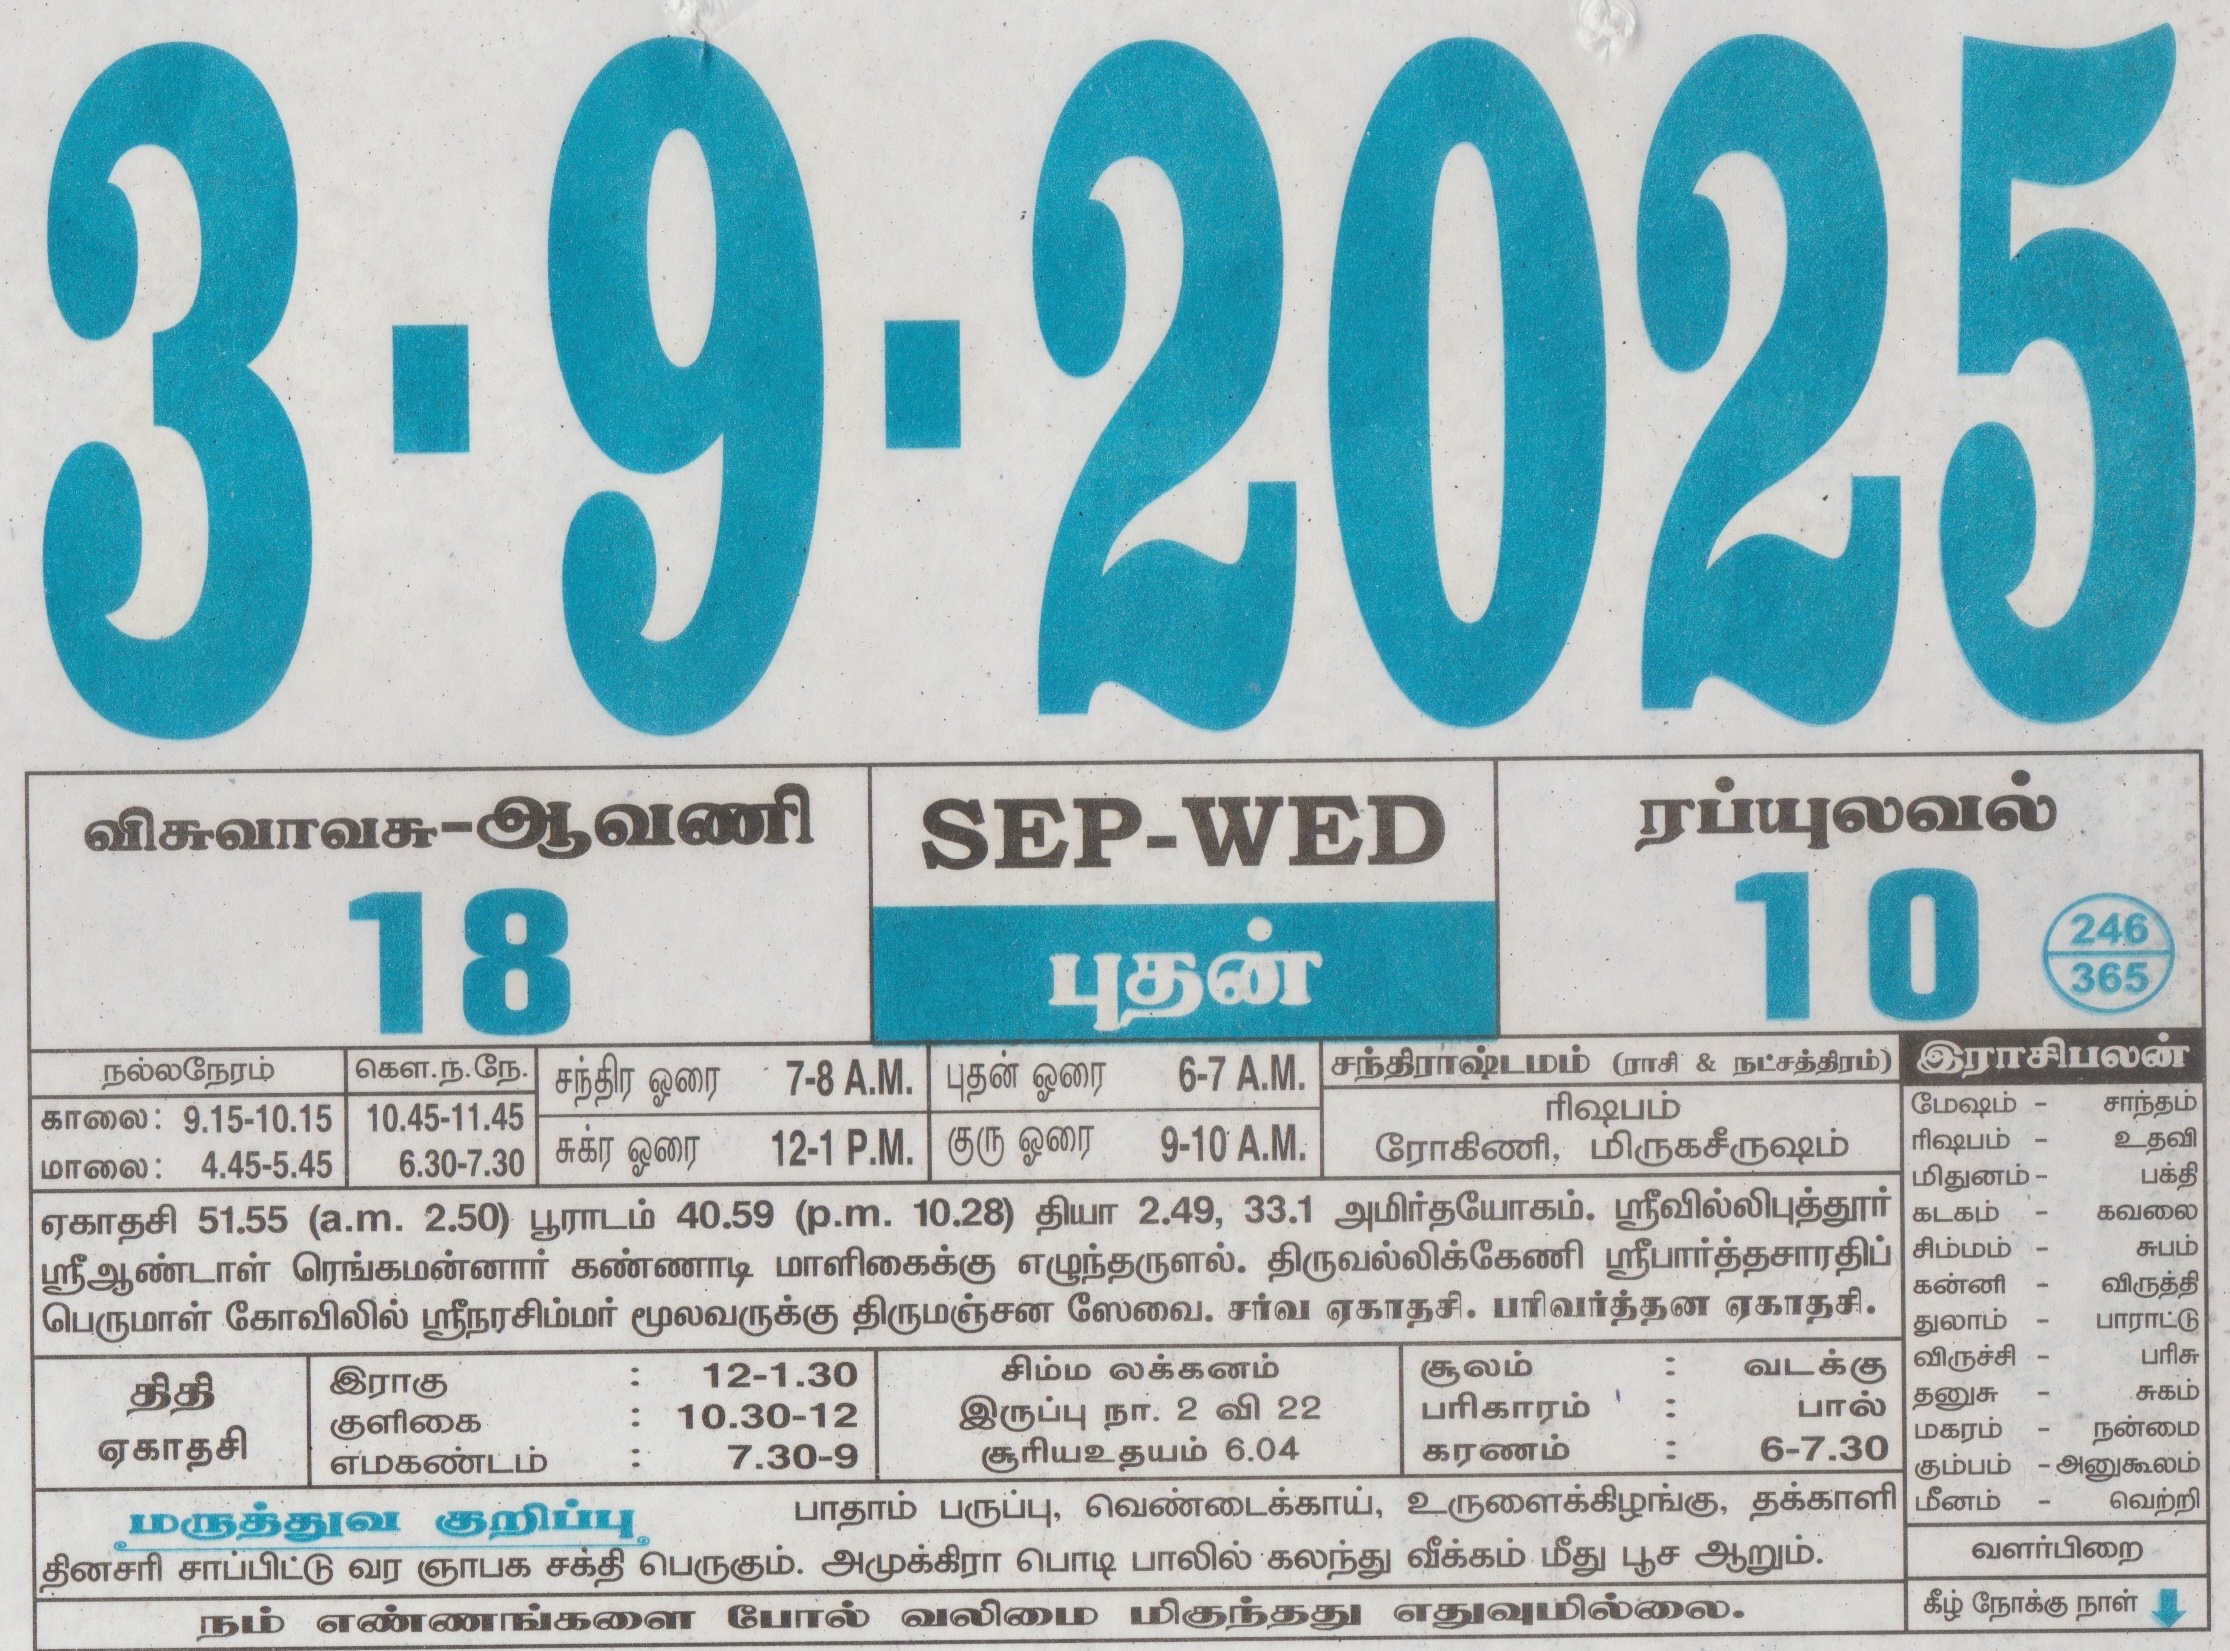 3.9.2025
விசுவாவசு-ஆவணி
18
SEP-WED
புதன்
ரப்யுலவல்
10
246
365
நல்லநேரம் கௌ.ந.நே.
காலை: 9.15-10.15 10.45-11.45
மாலை: 4.45-5.45 6.30-7.30
சந்திர ஓரை 7-8 A.M.
சுக்ர ஓரை 12-1 P.M.
புதன் ஓரை 6-7 A.M.
குரு ஓரை 9-10 A.M.
சந்திராஷ்டமம் (ராசி & நட்சத்திரம்)
ரிஷபம்
ரோகிணி, மிருகசீருஷம்
ஏகாதசி 51.55 (a.m. 2.50) பூராடம் 40.59 (p.m. 10.28) தியா 2.49, 33.1 அமிர்தயோகம். ஸ்ரீவில்லிபுத்தூர்
ஸ்ரீஆண்டாள் ரெங்கமன்னார் கண்ணாடி மாளிகைக்கு எழுந்தருளல். திருவல்லிக்கேணி ஸ்ரீபார்த்தசாரதிப்
பெருமாள் கோவிலில் ஸ்ரீநரசிம்மர் மூலவருக்கு திருமஞ்சன ஸேவை. சர்வ ஏகாதசி. பரிவர்த்தன ஏகாதசி.
திதி
ஏகாதசி
இராகு : 12-1.30
குளிகை : 10.30-12
எமகண்டம் : 7.30-9
சிம்ம லக்கனம்
இருப்பு நா. 2 வி 22
சூரியஉதயம் 6.04
சூலம் : வடக்கு
பரிகாரம் : பால்
கரணம் : 6-7.30
மருத்துவ குறிப்பு பாதாம் பருப்பு, வெண்டைக்காய், உருளைக்கிழங்கு, தக்காளி
தினசரி சாப்பிட்டு வர ஞாபக சக்தி பெருகும். அமுக்கிரா பொடி பாலில் கலந்து வீக்கம் மீது பூச ஆறும்.
நம் எண்ணங்களை போல் வலிமை மிகுந்தது எதுவுமில்லை.
இராசிபலன்
மேஷம் - சாந்தம்
ரிஷபம் - உதவி
மிதுனம் - பக்தி
கடகம் - கவலை
சிம்மம் - சுபம்
கன்னி - விருத்தி
துலாம் - பாராட்டு
விருச்சி - பரிசு
தனுசு - சுகம்
மகரம் - நன்மை
கும்பம் - அனுகூலம்
மீனம் - வெற்றி
வளர்பிறை
கீழ் நோக்கு நாள்